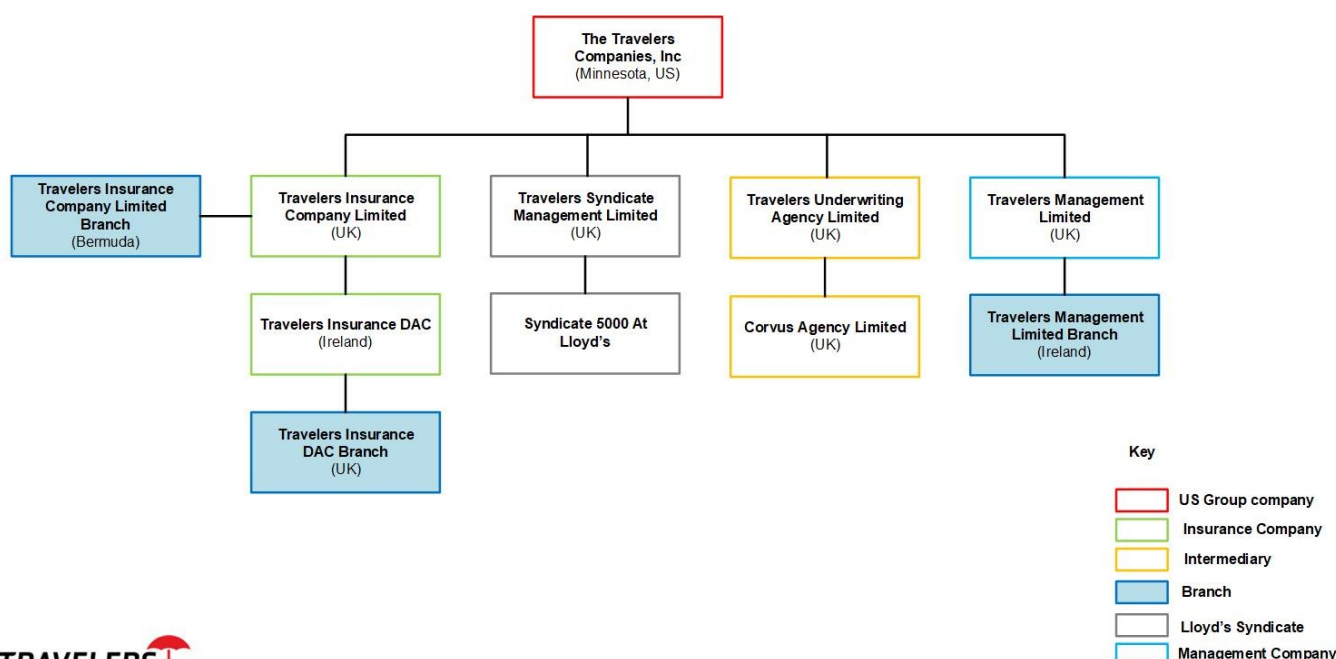 The Travelers
Companies, Inc
(Minnesota, US)
Travelers Insurance
Company Limited
Branch
(Bermuda)
Travelers Insurance
Company Limited
(UK)
Travelers Syndicate
Management Limited
(UK)
Travelers Underwriting
Agency Limited
(UK)
Travelers Management
Limited
(UK)
Travelers Insurance DAC
(Ireland)
Syndicate 5000 At
Lloyd's
Corvus Agency Limited
(UK)
Travelers Management
Limited Branch
(Ireland)
Travelers Insurance
DAC Branch
(UK)
Key
US Group company
Insurance Company
Intermediary
Branch
Lloyd's Syndicate
Management Company
TRAVELERS